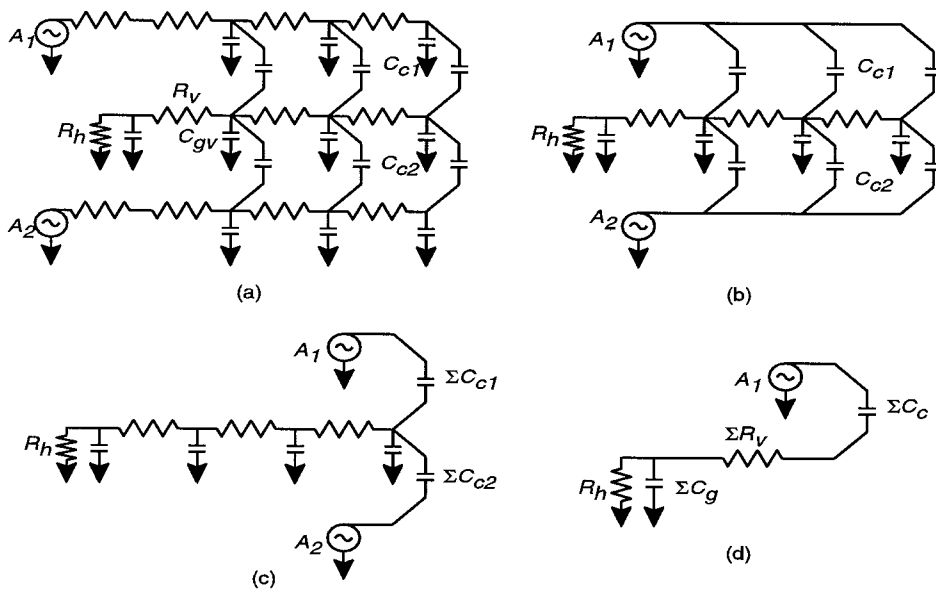 A1
Cc1
Rv
Rh
Cgv
Cc2
A2
(a)
A1
Cc1
Rh
Cc2
A2
(b)
A1
ΣCc1
Rh
ΣCc2
A2
(c)
A1
ΣCc
ΣRv
Rh
ΣCg
(d)